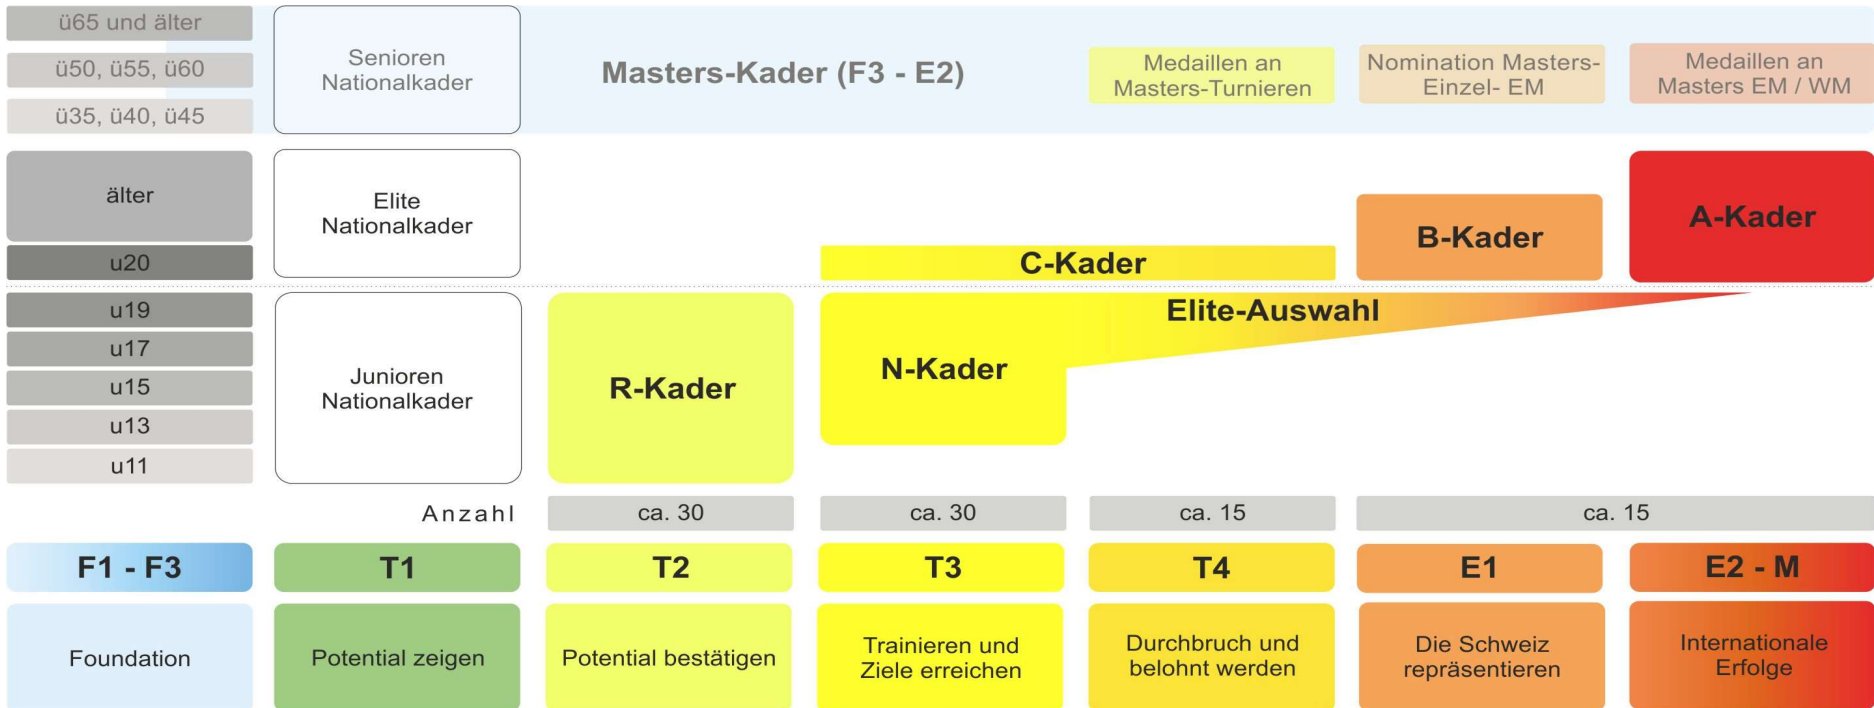 ü65 und älter
ü50, ü55, ü60
ü35, ü40, ü45
Senioren
Nationalkader
Masters-Kader (F3 - E2)
Medaillen an
Masters-Turnieren
Nomination Masters-
Einzel- EM
Medaillen an
Masters EM / WM
älter
u20
Elite
Nationalkader
C-Kader
B-Kader
A-Kader
u19
u17
u15
u13
u11
Junioren
Nationalkader
R-Kader
N-Kader
Elite-Auswahl
Anzahl
ca. 30
ca. 30
ca. 15
ca. 15
F1 - F3
T1
T2
T3
T4
E1
E2 - M
Foundation
Potential zeigen
Potential bestätigen
Trainieren und
Ziele erreichen
Durchbruch und
belohnt werden
Die Schweiz
repräsentieren
Internationale
Erfolge